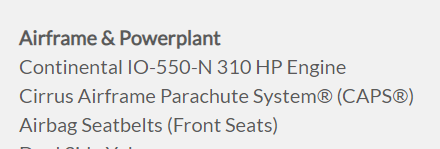 Airframe & Powerplant
Continental IO-550-N 310 HP Engine
Cirrus Airframe Parachute System® (CAPS®)
Airbag Seatbelts (Front Seats)